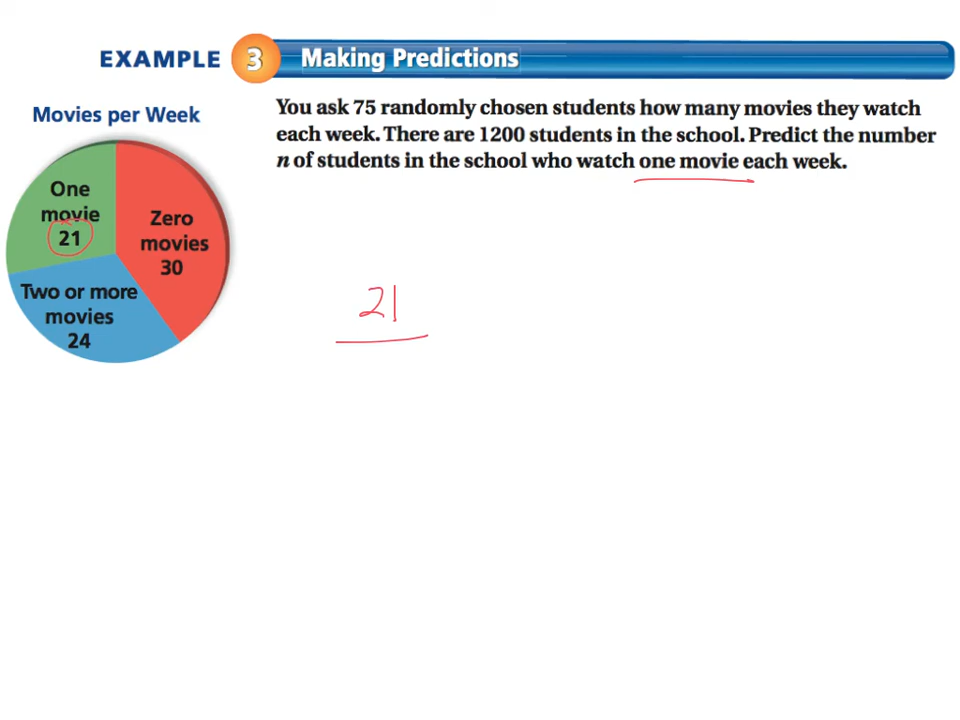 EXAMPLE 3 Making Predictions
Movies per Week
You ask 75 randomly chosen students how many movies they watch
each week. There are 1200 students in the school. Predict the number
n of students in the school who watch one movie each week.
One
movie
21
Zero
movies
30
Two or more
movies
24
21